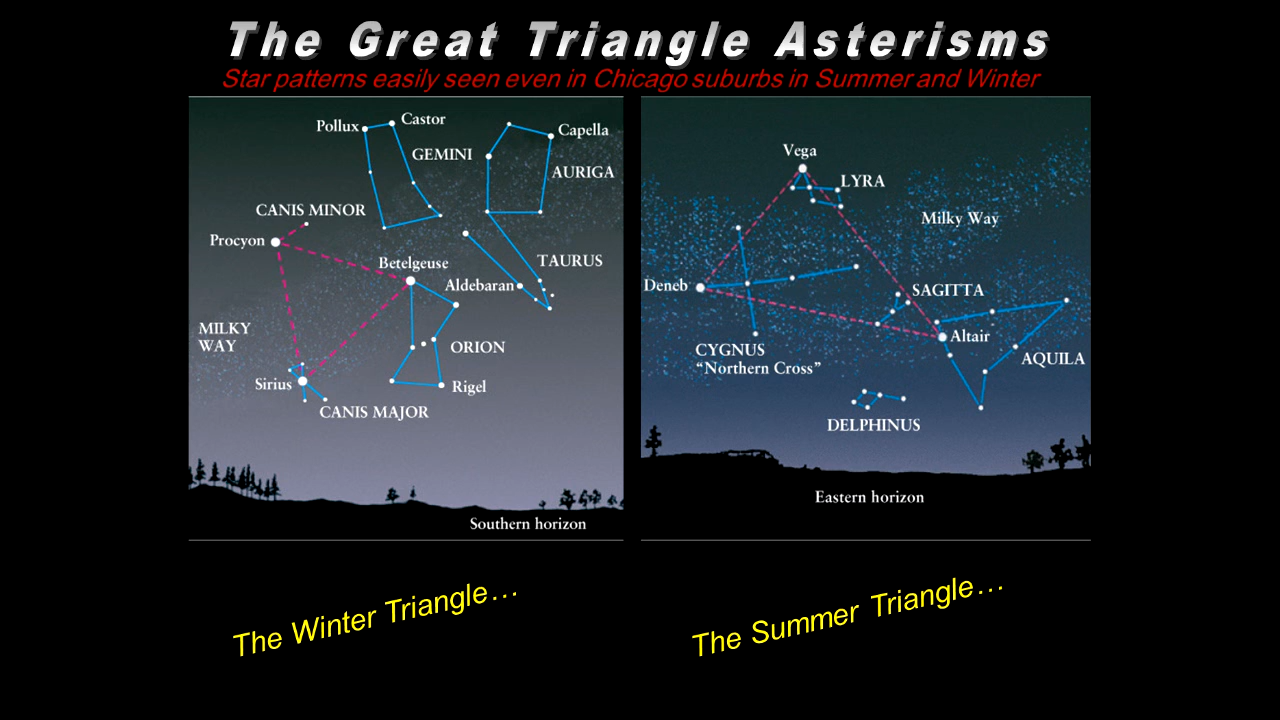 The Great Triangle Asterisms
Star patterns easily seen even in Chicago suburbs in Summer and Winter
Pollux
Castor
GEMINI
Capella
AURIGA
CANIS MINOR
Procyon
Betelgeuse
TAURUS
Aldebaran
MILKY
WAY
ORION
Sirius
Rigel
CANIS MAJOR
Southern horizon
Vega
LYRA
Milky Way
Deneb
SAGITTA
Altair
CYGNUS
“Northern Cross”
AQUILA
DELPHINUS
Eastern horizon
The Winter Triangle…
The Summer Triangle…